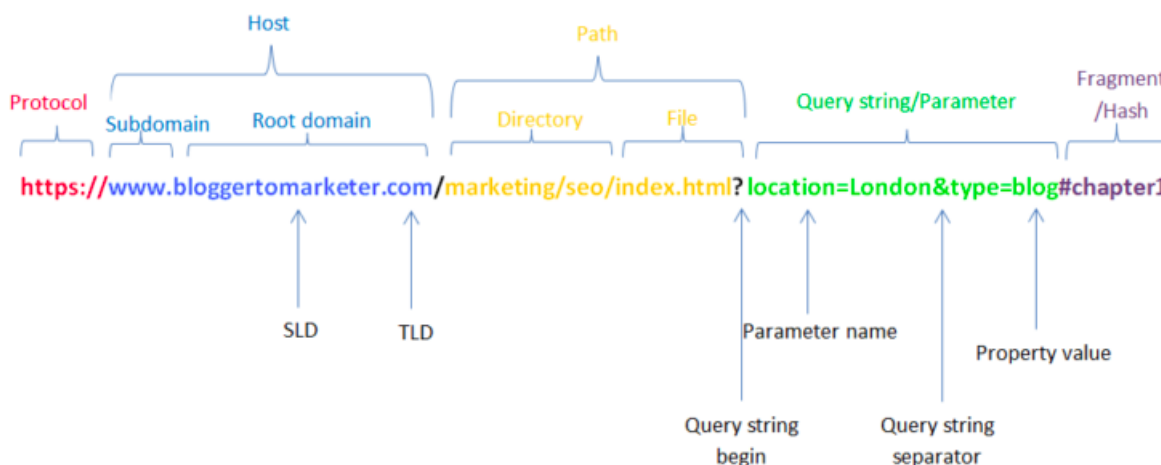 Host
Path
Protocol
Subdomain
Root domain
Directory
File
Query string/Parameter
Fragment
/Hash
https://www.bloggertomarketer.com/marketing/seo/index.html?location=London&type=blog#chapter1
SLD
TLD
Parameter name
Property value
Query string
begin
Query string
separator